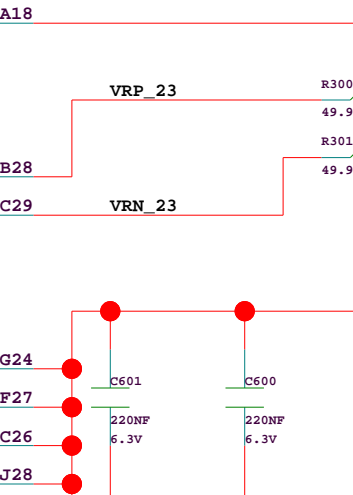 A18
R300
VRP_23
49.9
R301
B28
49.9
C29
VRN_23
G24
C601
C600
F27
220NF
220NF
6.3V
6.3V
C26
J28